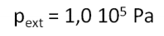 pₑₓₜ = 1,0 10⁵ Pa